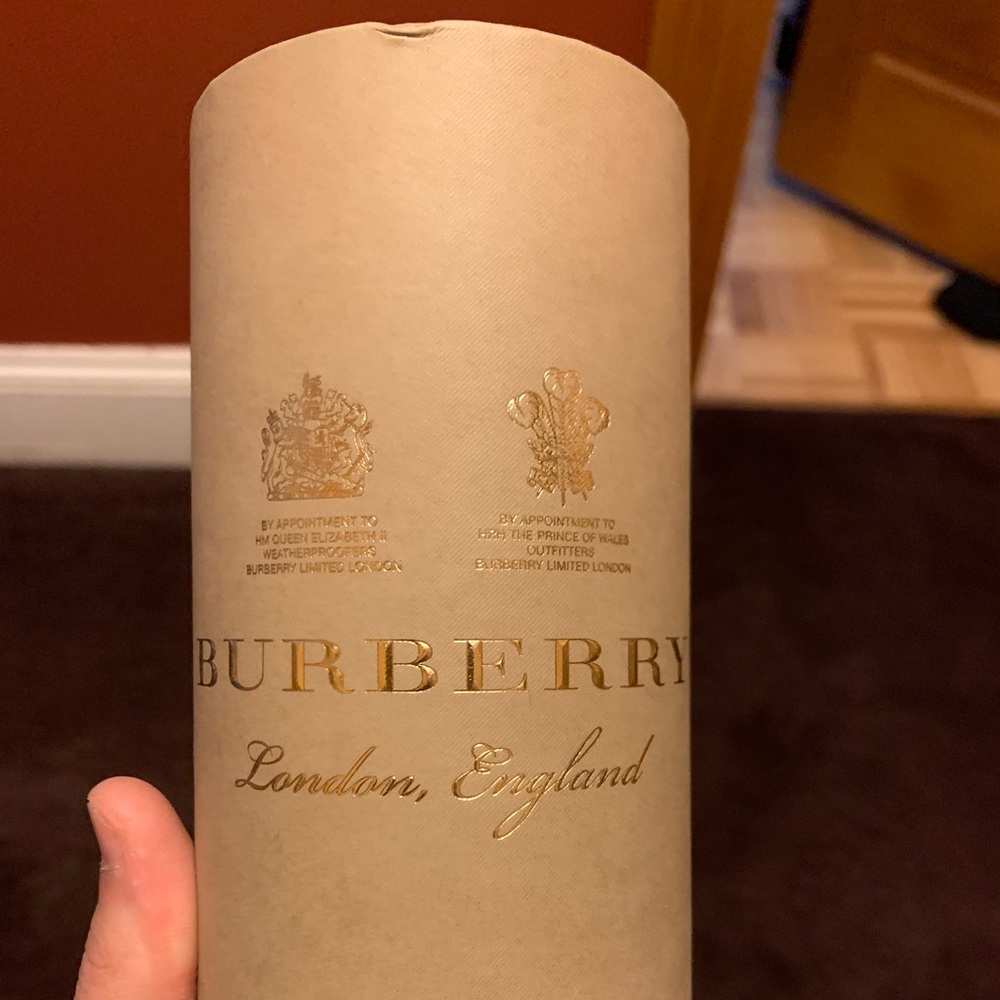 BY APPOINTMENT TO
HM QUEEN ELIZABETH II
WEATHERPROOFERS
BURBERRY LIMITED LONDON
BY APPOINTMENT TO
HRH THE PRINCE OF WALES
OUTFITTERS
BURBERRY LIMITED LONDON
BURBERRY
London, England